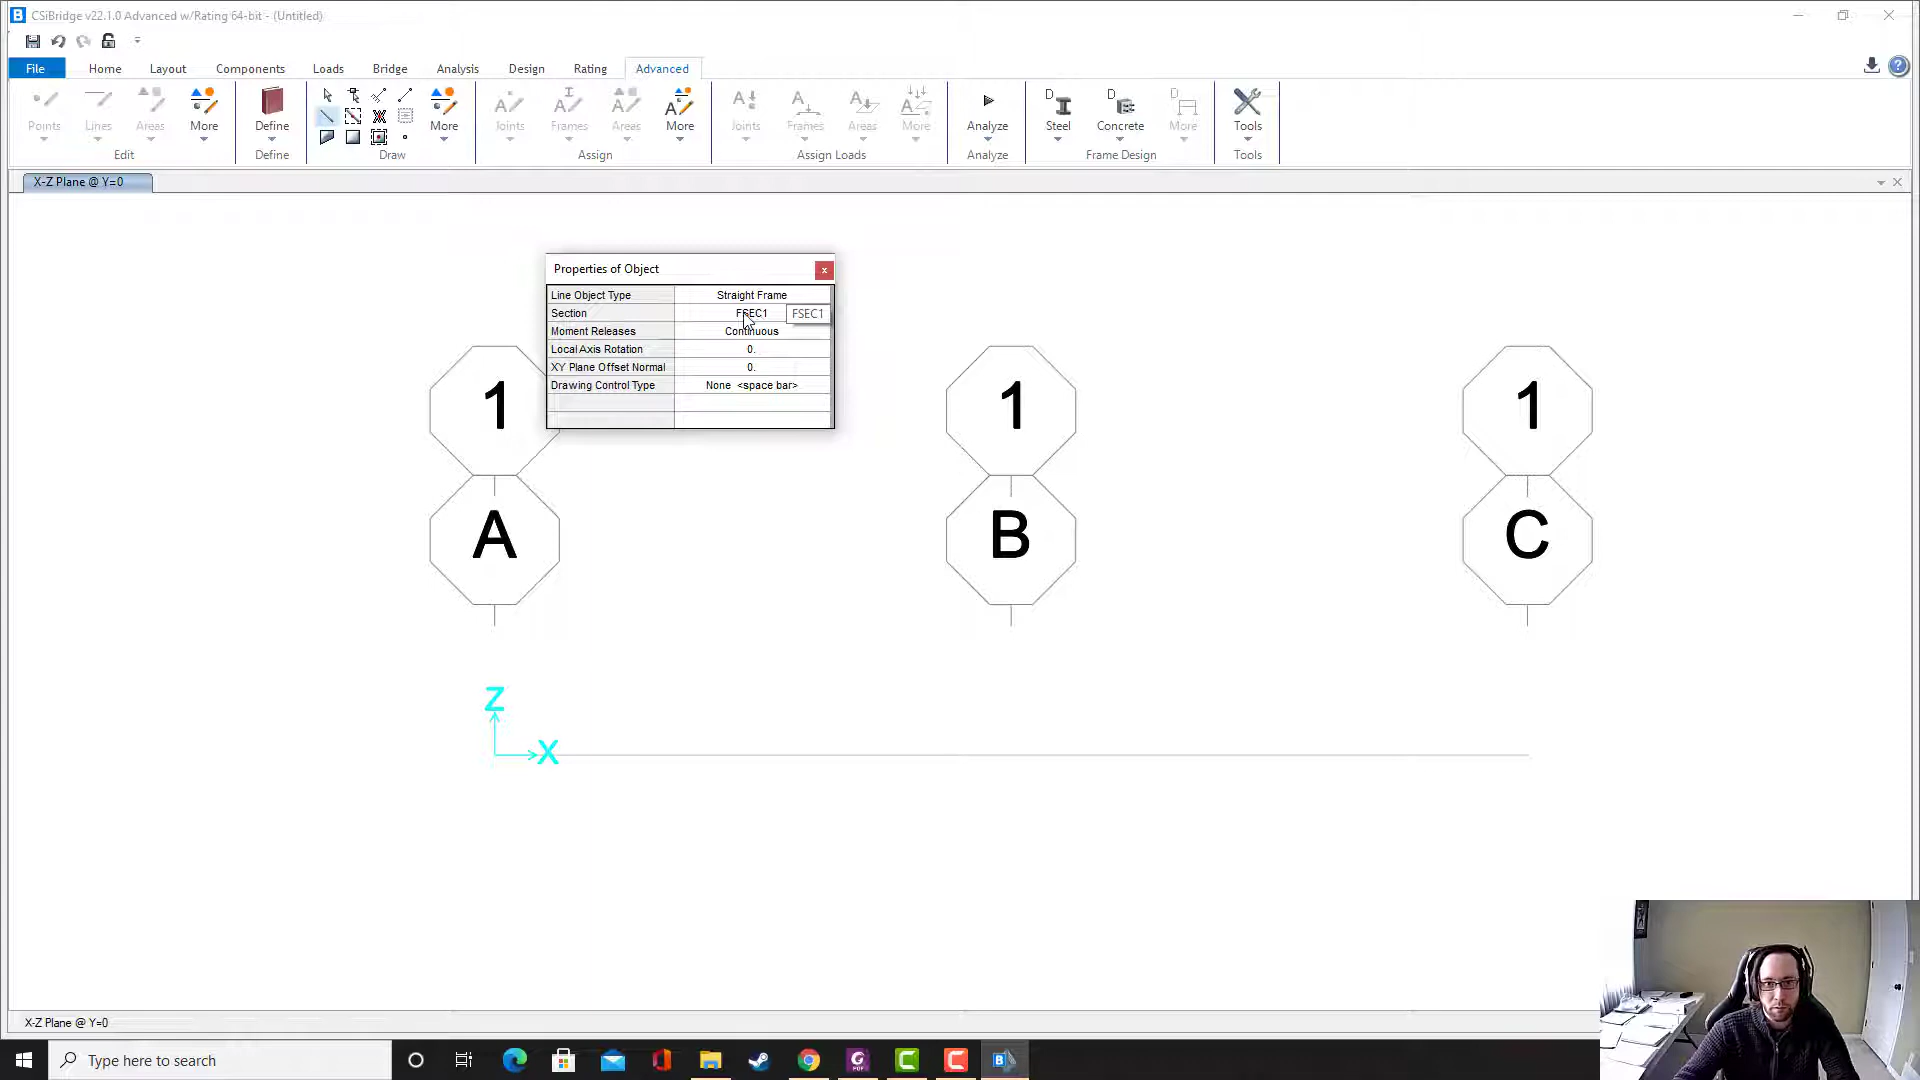 CSiBridge v22.1.0 Advanced w/Rating 64-bit - (Untitled)
File Home Layout Components Loads Bridge Analysis Design Rating Advanced
Points Lines Areas More Define More Joints Frames Areas More Joints Frames Areas More Analyze Steel Concrete More Tools
Edit Define Draw Assign Assign Loads Analyze Frame Design Tools
X-Z Plane @ Y=0
Properties of Object
Line Object Type Straight Frame
Section FSEC1 FSEC1
Moment Releases Continuous
Local Axis Rotation 0.
XY Plane Offset Normal 0.
Drawing Control Type None <space bar>
1 1 1
A B C
Z
X
X-Z Plane @ Y=0
Type here to search